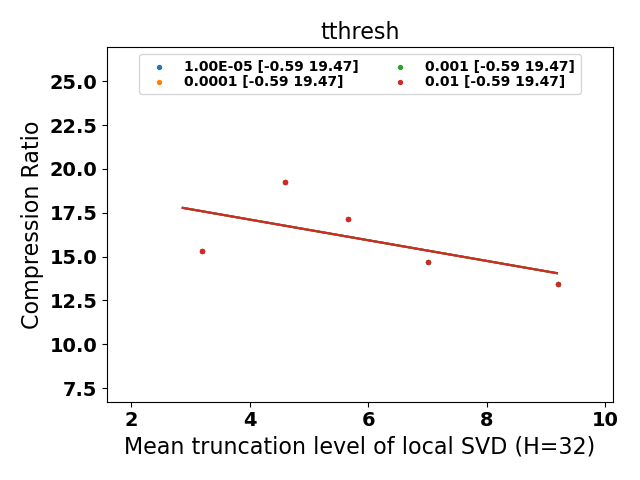 tthresh
1.00E-05 [-0.59 19.47]
0.0001 [-0.59 19.47]
0.001 [-0.59 19.47]
0.01 [-0.59 19.47]
Compression Ratio
25.0
22.5
20.0
17.5
15.0
12.5
10.0
7.5
2 4 6 8 10
Mean truncation level of local SVD (H=32)